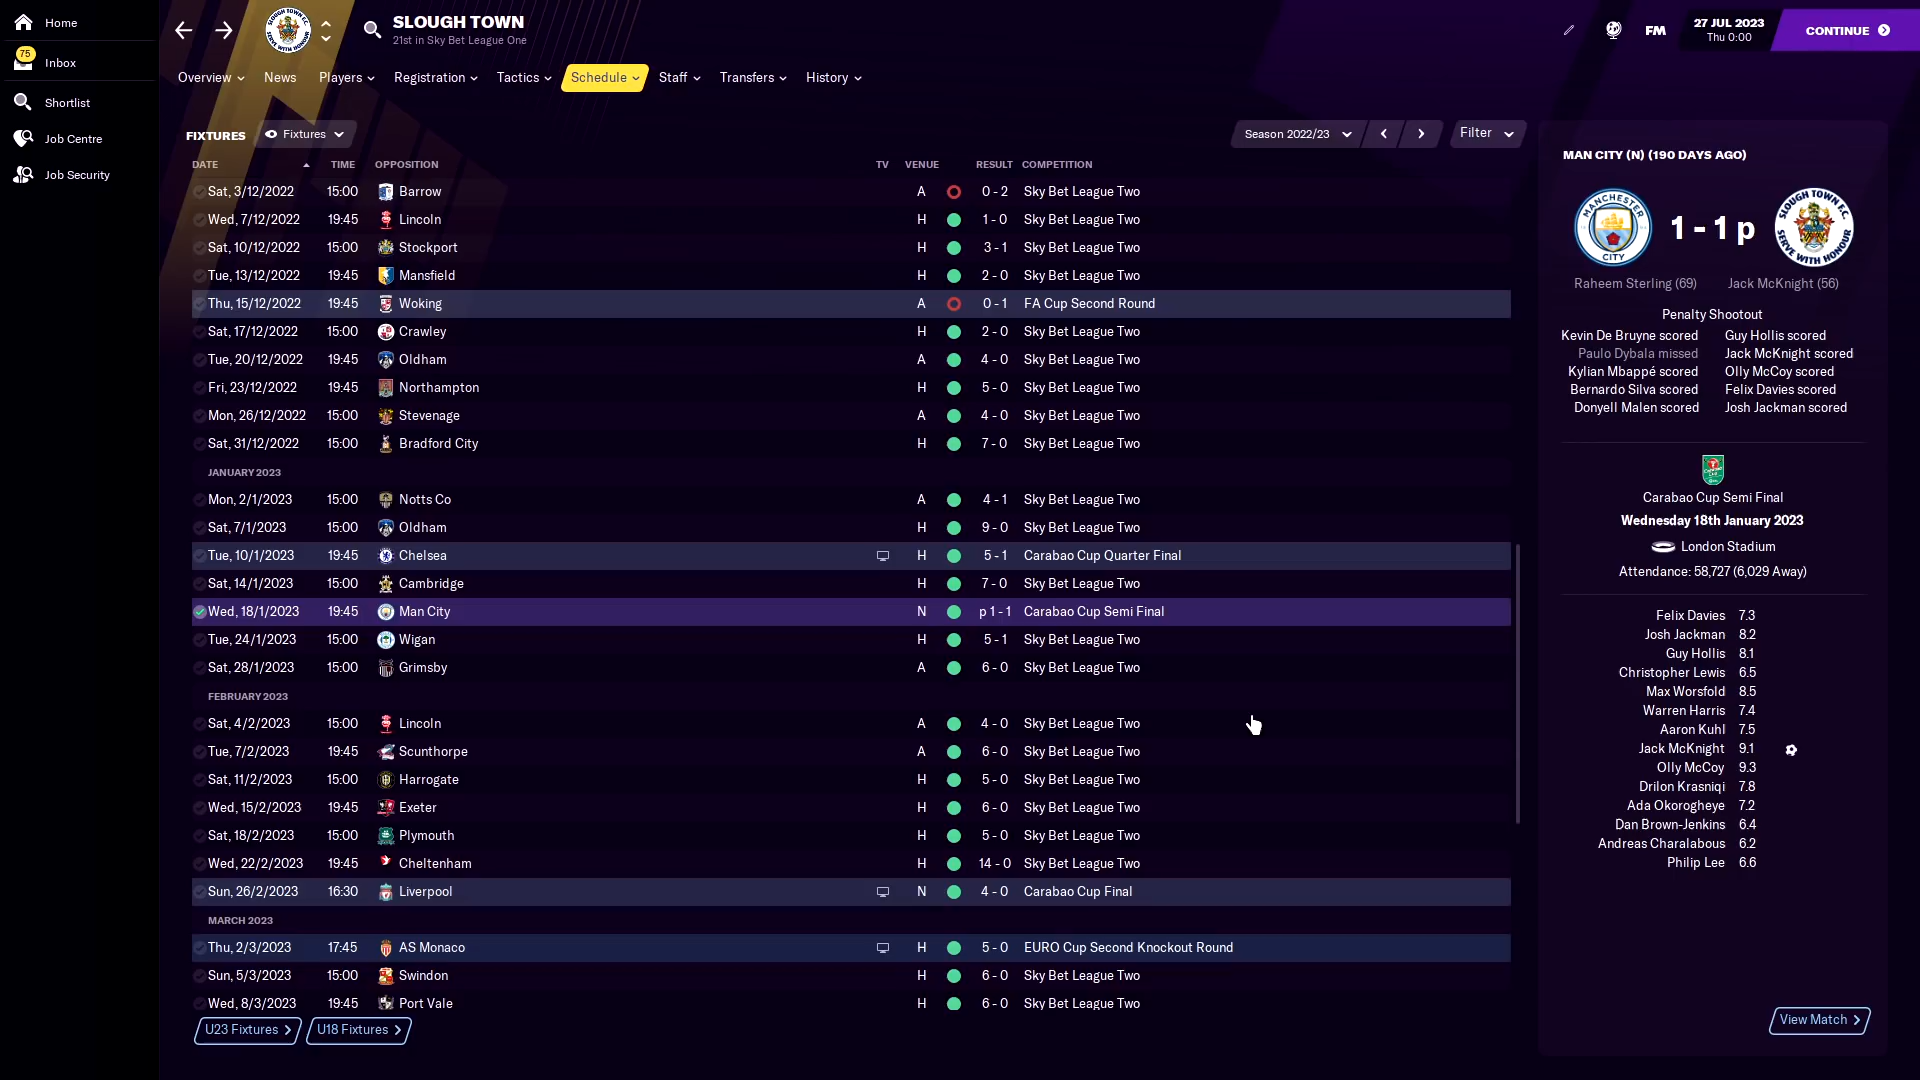 Home
75
Inbox
Shortlist
Job Centre
Job Security
SLOUGH TOWN
21st in Sky Bet League One
FM
27 JUL 2023
Thu 0:00
CONTINUE
Overview News Players Registration Tactics Schedule Staff Transfers History
FIXTURES Fixtures Season 2022/23 Filter
DATE TIME OPPOSITION TV VENUE RESULT COMPETITION
Sat, 3/12/2022 15:00 Barrow A 0 - 2 Sky Bet League Two
Wed, 7/12/2022 19:45 Lincoln H 1 - 0 Sky Bet League Two
Sat, 10/12/2022 15:00 Stockport H 3 - 1 Sky Bet League Two
Tue, 13/12/2022 19:45 Mansfield H 2 - 0 Sky Bet League Two
Thu, 15/12/2022 19:45 Woking A 0 - 1 FA Cup Second Round
Sat, 17/12/2022 15:00 Crawley H 2 - 0 Sky Bet League Two
Tue, 20/12/2022 19:45 Oldham A 4 - 0 Sky Bet League Two
Fri, 23/12/2022 19:45 Northampton H 5 - 0 Sky Bet League Two
Mon, 26/12/2022 15:00 Stevenage A 4 - 0 Sky Bet League Two
Sat, 31/12/2022 15:00 Bradford City H 7 - 0 Sky Bet League Two
JANUARY 2023
Mon, 2/1/2023 15:00 Notts Co A 4 - 1 Sky Bet League Two
Sat, 7/1/2023 15:00 Oldham H 9 - 0 Sky Bet League Two
Tue, 10/1/2023 19:45 Chelsea H 5 - 1 Carabao Cup Quarter Final
Sat, 14/1/2023 15:00 Cambridge H 7 - 0 Sky Bet League Two
Wed, 18/1/2023 19:45 Man City N p 1 - 1 Carabao Cup Semi Final
Tue, 24/1/2023 15:00 Wigan H 5 - 1 Sky Bet League Two
Sat, 28/1/2023 15:00 Grimsby A 6 - 0 Sky Bet League Two
FEBRUARY 2023
Sat, 4/2/2023 15:00 Lincoln A 4 - 0 Sky Bet League Two
Tue, 7/2/2023 19:45 Scunthorpe A 6 - 0 Sky Bet League Two
Sat, 11/2/2023 15:00 Harrogate H 5 - 0 Sky Bet League Two
Wed, 15/2/2023 19:45 Exeter H 6 - 0 Sky Bet League Two
Sat, 18/2/2023 15:00 Plymouth H 5 - 0 Sky Bet League Two
Wed, 22/2/2023 19:45 Cheltenham H 14 - 0 Sky Bet League Two
Sun, 26/2/2023 16:30 Liverpool N 4 - 0 Carabao Cup Final
MARCH 2023
Thu, 2/3/2023 17:45 AS Monaco H 5 - 0 EURO Cup Second Knockout Round
Sun, 5/3/2023 15:00 Swindon H 6 - 0 Sky Bet League Two
Wed, 8/3/2023 19:45 Port Vale H 6 - 0 Sky Bet League Two
U23 Fixtures U18 Fixtures
MAN CITY (N) (190 DAYS AGO)
MANCHESTER CITY
1 - 1 p
SLOUGH TOWN F.C. SERVE WITH HONOUR
Raheem Sterling (69) Jack McKnight (56)
Penalty Shootout
Kevin De Bruyne scored Guy Hollis scored
Paulo Dybala missed Jack McKnight scored
Kylian Mbappé scored Olly McCoy scored
Bernardo Silva scored Felix Davies scored
Donyell Malen scored Josh Jackman scored
Carabao Cup Semi Final
Wednesday 18th January 2023
London Stadium
Attendance: 58,727 (6,029 Away)
Felix Davies 7.3
Josh Jackman 8.2
Guy Hollis 8.1
Christopher Lewis 6.5
Max Worsfold 8.5
Warren Harris 7.4
Aaron Kuhl 7.5
Jack McKnight 9.1
Olly McCoy 9.3
Drilon Krasniqi 7.8
Ada Okorogheye 7.2
Dan Brown-Jenkins 6.4
Andreas Charalabous 6.2
Philip Lee 6.6
View Match